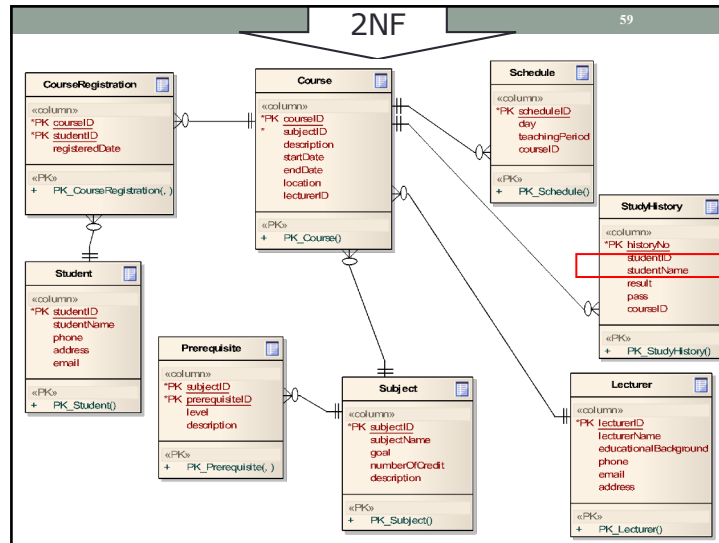 2NF
59
CourseRegistration
«column»
*PK courseID
*PK studentID
registeredDate
«PK»
+ PK_CourseRegistration(, )
Course
«column»
*PK courseID
* subjectID
description
startDate
endDate
location
lecturerID
«PK»
+ PK_Course()
Schedule
«column»
*PK scheduleID
day
teachingPeriod
courseID
«PK»
+ PK_Schedule()
StudyHistory
«column»
*PK historyNo
studentID
studentName
result
pass
courseID
«PK»
+ PK_StudyHistory()
Student
«column»
*PK studentID
studentName
phone
address
email
«PK»
+ PK_Student()
Prerequisite
«column»
*PK subjectID
*PK prerequisiteID
level
description
«PK»
+ PK_Prerequisite(, )
Subject
«column»
*PK subjectID
subjectName
goal
numberOfCredit
description
«PK»
+ PK_Subject()
Lecturer
«column»
*PK lecturerID
lecturerName
educationalBackground
phone
email
address
«PK»
+ PK_Lecturer()